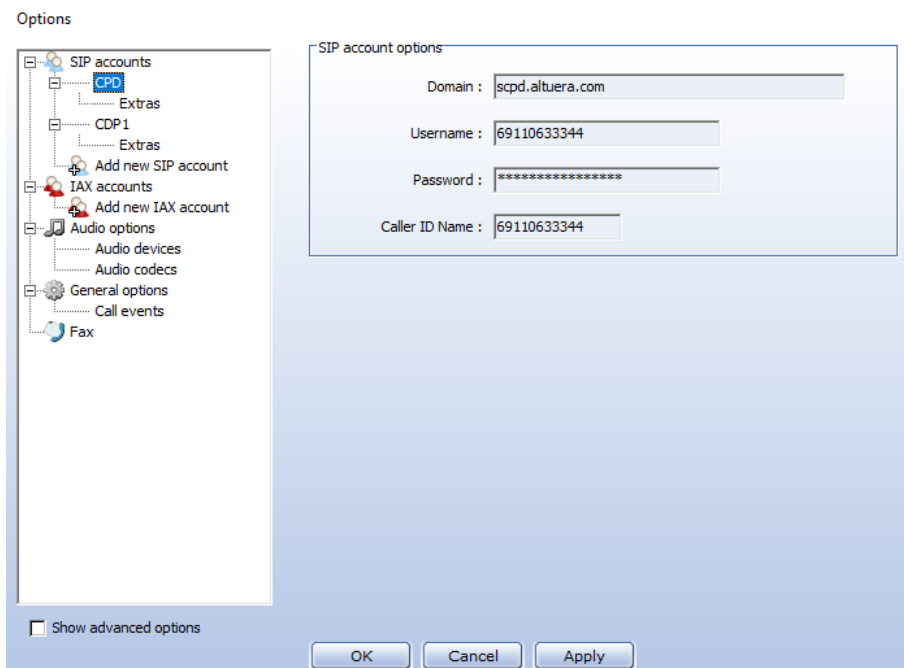 Options
SIP accounts
CPD
Extras
CDP1
Extras
Add new SIP account
IAX accounts
Add new IAX account
Audio options
Audio devices
Audio codecs
General options
Call events
Fax
Show advanced options
SIP account options
Domain : scpd.altuera.com
Username : 69110633344
Password : ****************
Caller ID Name : 69110633344
OK Cancel Apply